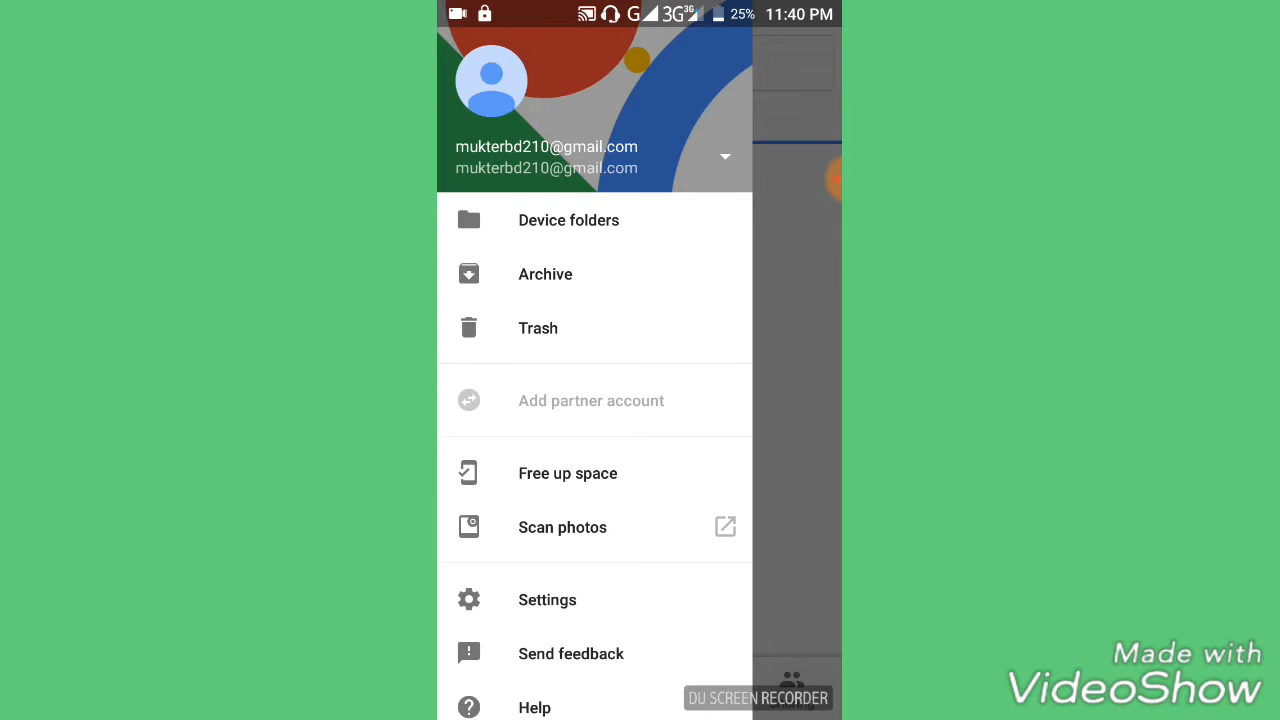 G 3G 3G 25% 11:40 PM
mukterbd210@gmail.com
mukterbd210@gmail.com
Device folders
Archive
Trash
Add partner account
Free up space
Scan photos
Settings
Send feedback
Help
DU SCREEN RECORDER
Made with
VideoShow